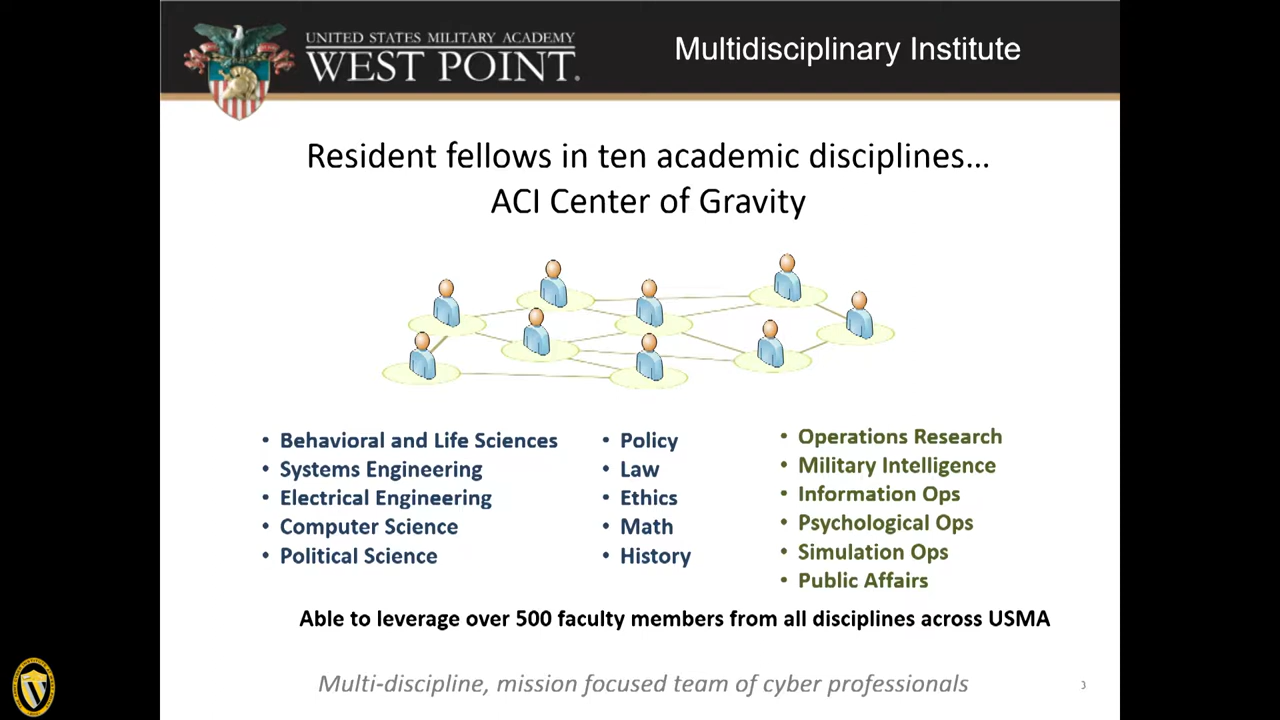 UNITED STATES MILITARY ACADEMY
WEST POINT.
Multidisciplinary Institute
Resident fellows in ten academic disciplines…
ACI Center of Gravity
• Behavioral and Life Sciences
• Systems Engineering
• Electrical Engineering
• Computer Science
• Political Science
• Policy
• Law
• Ethics
• Math
• History
• Operations Research
• Military Intelligence
• Information Ops
• Psychological Ops
• Simulation Ops
• Public Affairs
Able to leverage over 500 faculty members from all disciplines across USMA
Multi-discipline, mission focused team of cyber professionals
3